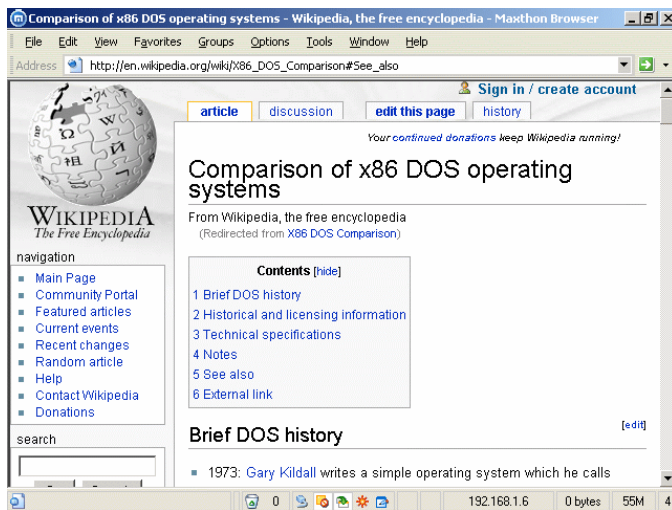 Comparison of x86 DOS operating systems - Wikipedia, the free encyclopedia - Maxthon Browser
File Edit View Favorites Groups Options Tools Window Help
Address http://en.wikipedia.org/wiki/X86_DOS_Comparison#See_also
Sign in / create account
article discussion edit this page history
Your continued donations keep Wikipedia running!
Comparison of x86 DOS operating
systems
From Wikipedia, the free encyclopedia
(Redirected from X86 DOS Comparison)
WIKIPEDIA
The Free Encyclopedia
navigation
Main Page
Community Portal
Featured articles
Current events
Recent changes
Random article
Help
Contact Wikipedia
Donations
search
Contents [hide]
1 Brief DOS history
2 Historical and licensing information
3 Technical specifications
4 Notes
5 See also
6 External link
Brief DOS history
[edit]
1973: Gary Kildall writes a simple operating system which he calls
0 192.168.1.6 0 bytes 55M 4